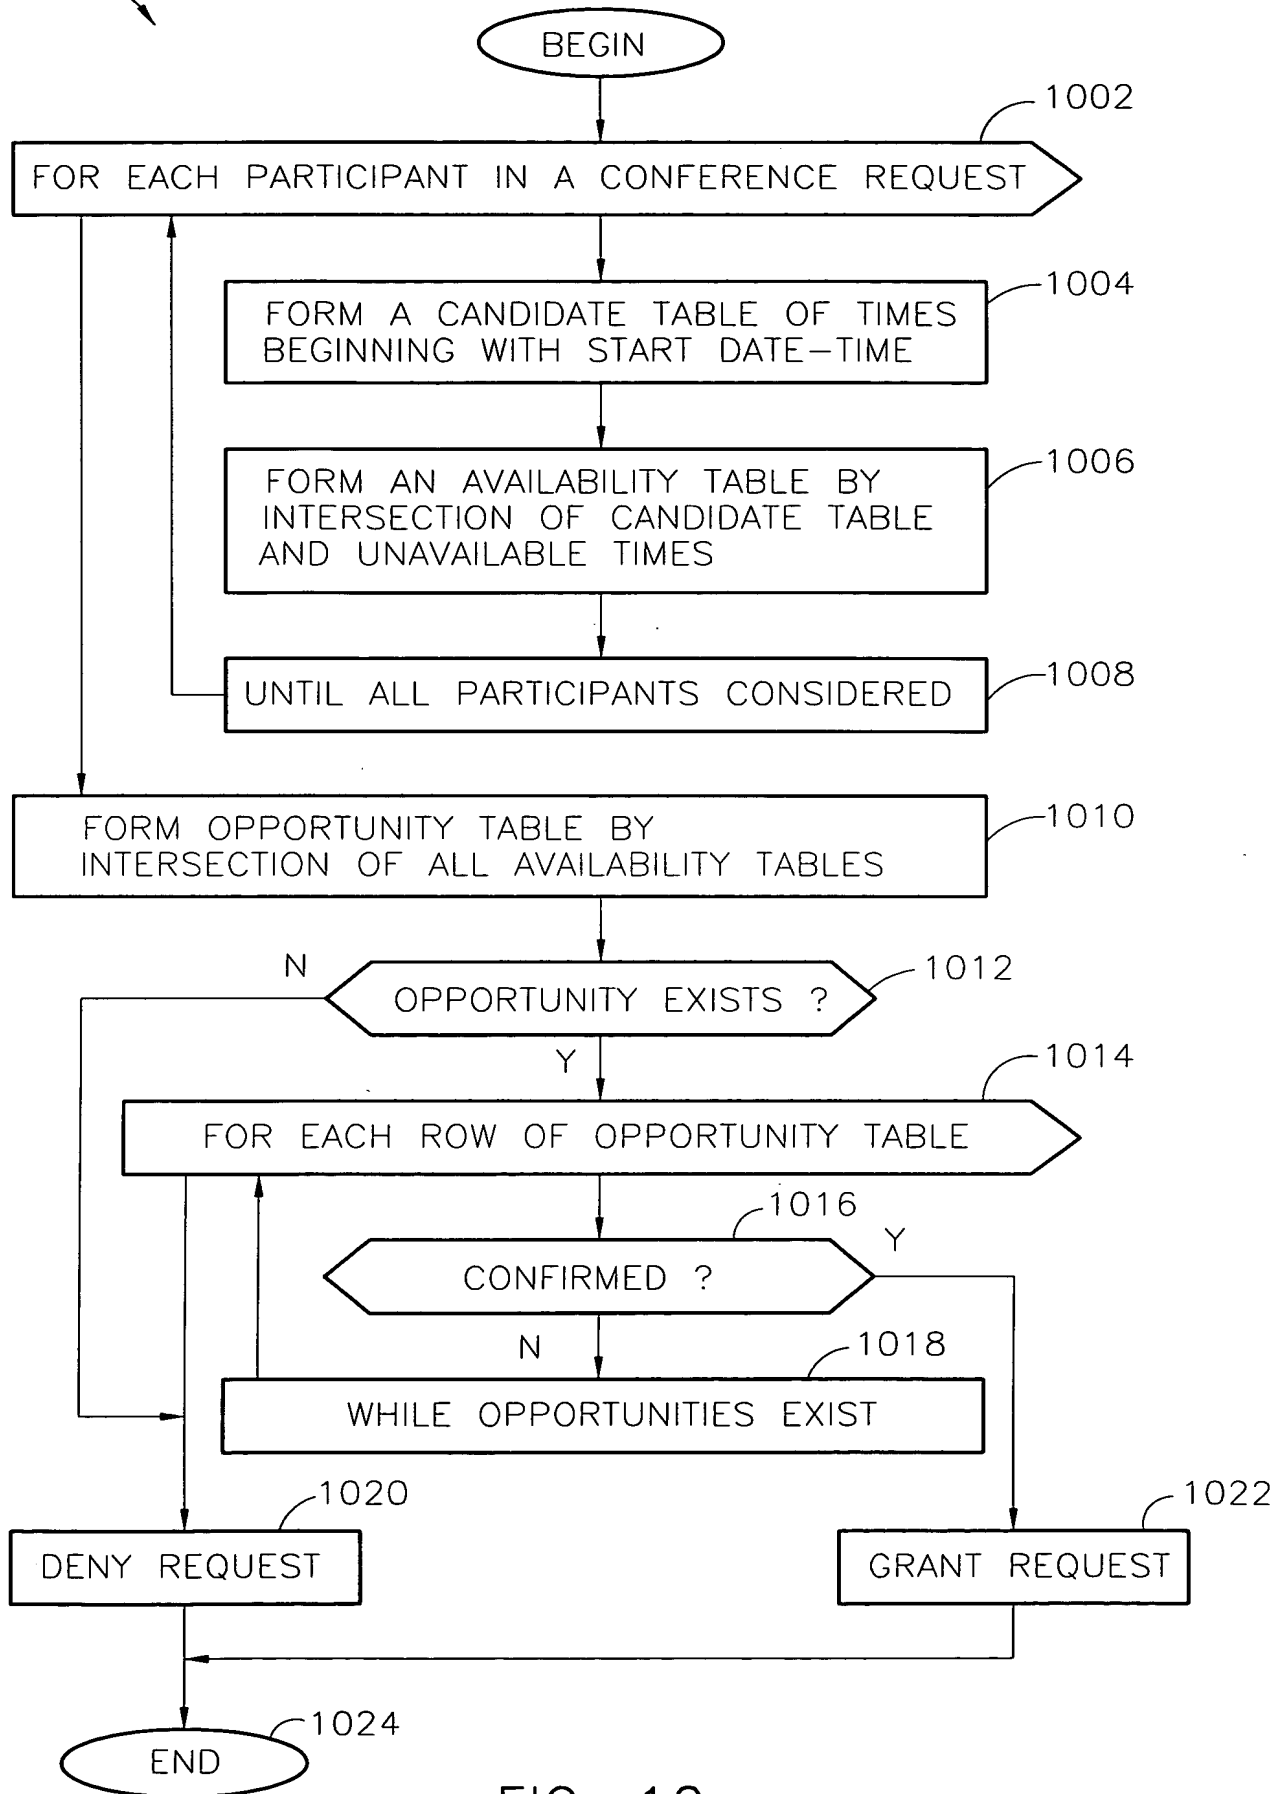 BEGIN
1002
FOR EACH PARTICIPANT IN A CONFERENCE REQUEST
1004
FORM A CANDIDATE TABLE OF TIMES
BEGINNING WITH START DATE-TIME
1006
FORM AN AVAILABILITY TABLE BY
INTERSECTION OF CANDIDATE TABLE
AND UNAVAILABLE TIMES
1008
UNTIL ALL PARTICIPANTS CONSIDERED
1010
FORM OPPORTUNITY TABLE BY
INTERSECTION OF ALL AVAILABILITY TABLES
N
1012
OPPORTUNITY EXISTS ?
Y
1014
FOR EACH ROW OF OPPORTUNITY TABLE
1016
Y
CONFIRMED ?
N
1018
WHILE OPPORTUNITIES EXIST
1020
1022
DENY REQUEST
GRANT REQUEST
1024
END